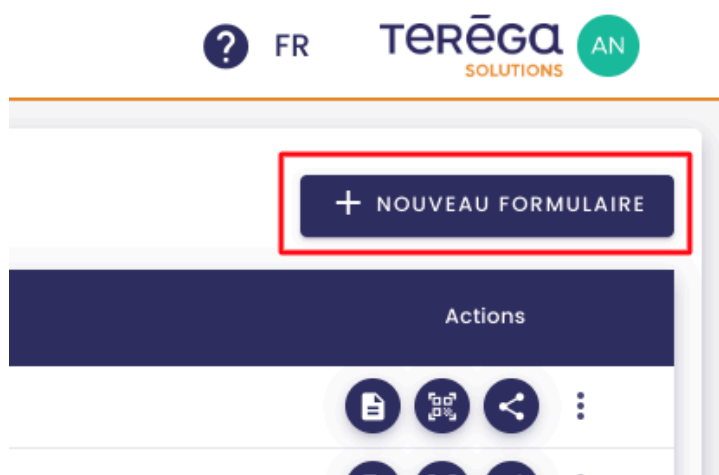 ? FR TERĒGA AN
SOLUTIONS
+ NOUVEAU FORMULAIRE
Actions